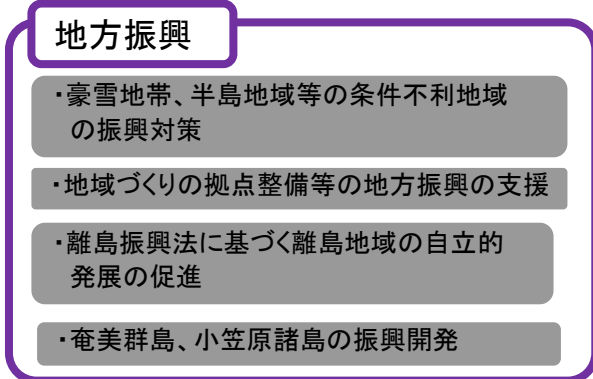 地方振興
・豪雪地帯、半島地域等の条件不利地域
の振興対策
・地域づくりの拠点整備等の地方振興の支援
・離島振興法に基づく離島地域の自立的
発展の促進
・奄美群島、小笠原諸島の振興開発